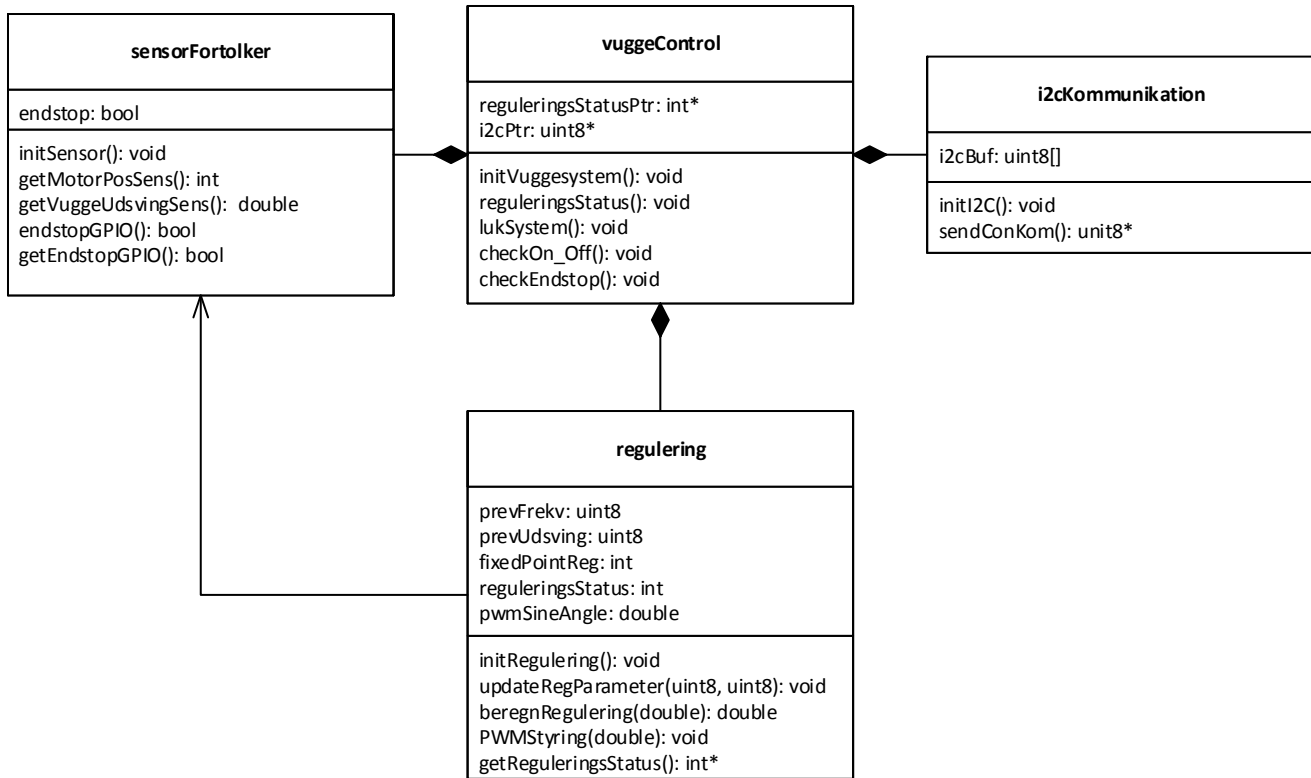 sensorFortolker
endstop: bool
initSensor(): void
getMotorPosSens(): int
getVuggeUdsvingSens():  double
endstopGPIO(): bool
getEndstopGPIO(): bool
vuggeControl
reguleringsStatusPtr: int*
i2cPtr: uint8*
initVuggesystem(): void
reguleringsStatus(): void
lukSystem(): void
checkOn_Off(): void
checkEndstop(): void
i2cKommunikation
i2cBuf: uint8[]
initI2C(): void
sendConKom(): unit8*
regulering
prevFrekv: uint8
prevUdsving: uint8
fixedPointReg: int
reguleringsStatus: int
pwmSineAngle: double
initRegulering(): void
updateRegParameter(uint8, uint8): void
beregnRegulering(double): double
PWMStyring(double): void
getReguleringsStatus(): int*